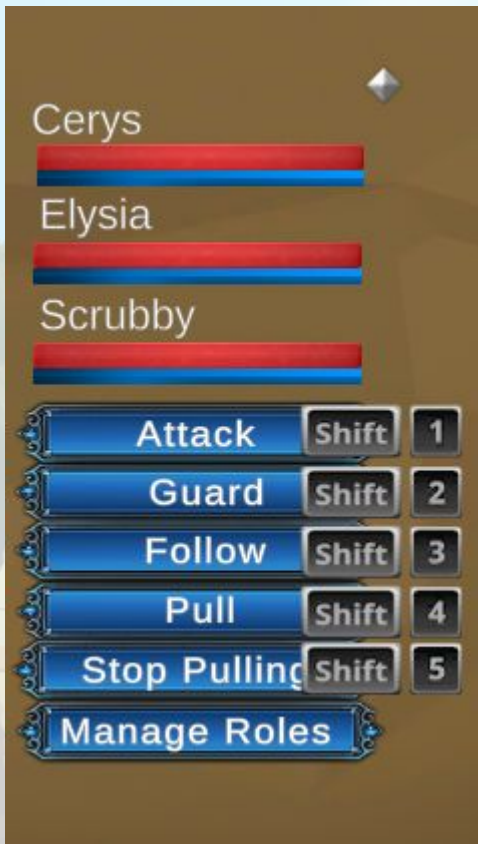 Cerys
Elysia
Scrubby
Attack Shift 1
Guard Shift 2
Follow Shift 3
Pull Shift 4
Stop Pulling Shift 5
Manage Roles